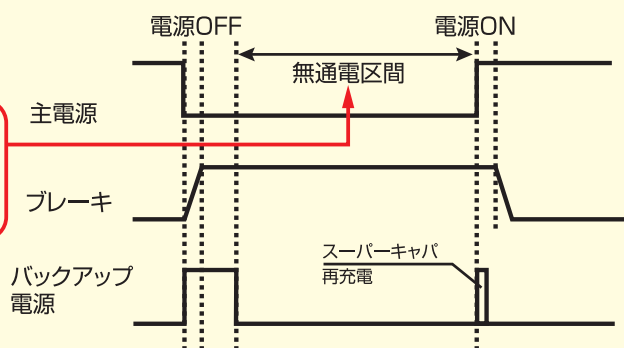 電源OFF
電源ON
無通電区間
主電源
ブレーキ
スーパーキャパ
再充電
バックアップ
電源